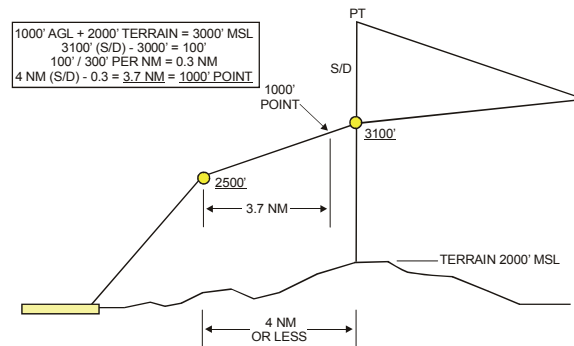 1000' AGL + 2000' TERRAIN = 3000' MSL
3100' (S/D) - 3000' = 100'
100' / 300' PER NM = 0.3 NM
4 NM (S/D) - 0.3 = 3.7 NM = 1000' POINT
PT
S/D
1000'
POINT
3100'
2500'
3.7 NM
TERRAIN 2000' MSL
4 NM
OR LESS